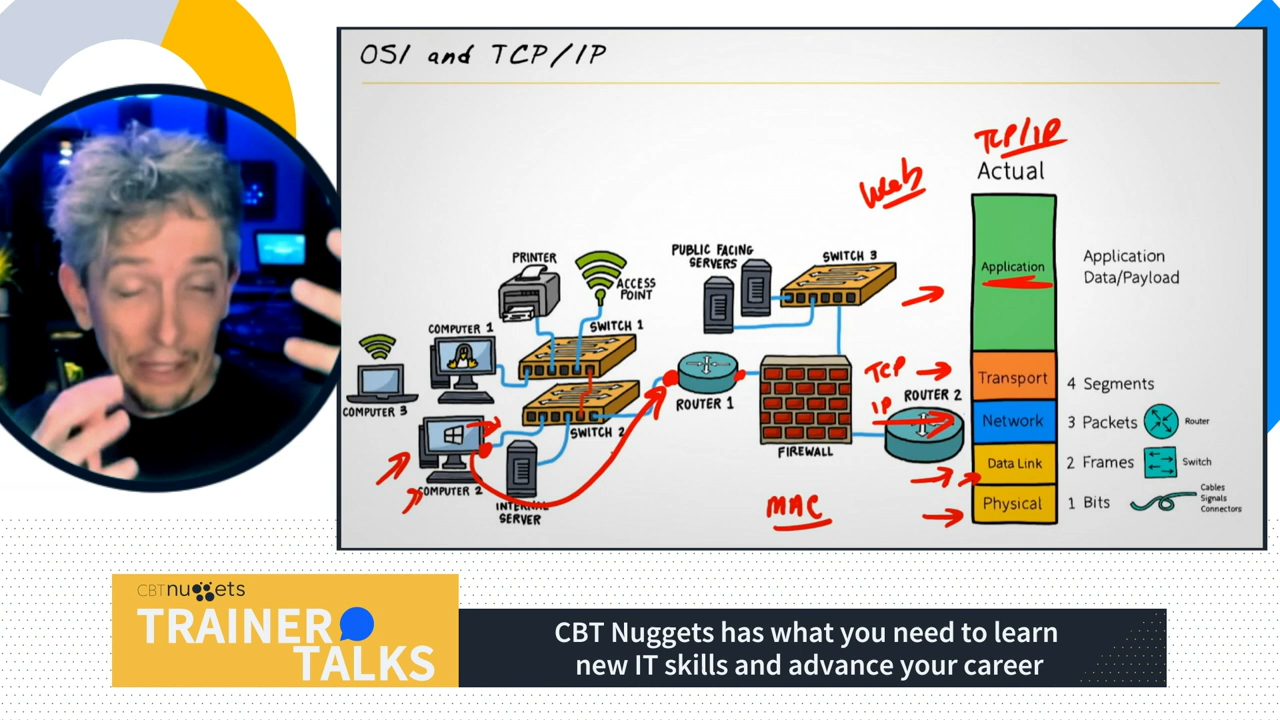 OSI and TCP/IP
TCP/IP
Actual
Web
Application
Application
Data/Payload
PRINTER
ACCESS
POINT
PUBLIC FACING
SERVERS
SWITCH 3
COMPUTER 1
SWITCH 1
COMPUTER 3
SWITCH 2
ROUTER 1
TCP
IP
ROUTER 2
FIREWALL
COMPUTER 2
INTERNAL
SERVER
MAC
Transport
4 Segments
Network
3 Packets
Router
Data Link
2 Frames
Switch
Physical
1 Bits
Cables
Signals
Connectors
CBTnuggets
TRAINER
TALKS
CBT Nuggets has what you need to learn
new IT skills and advance your career